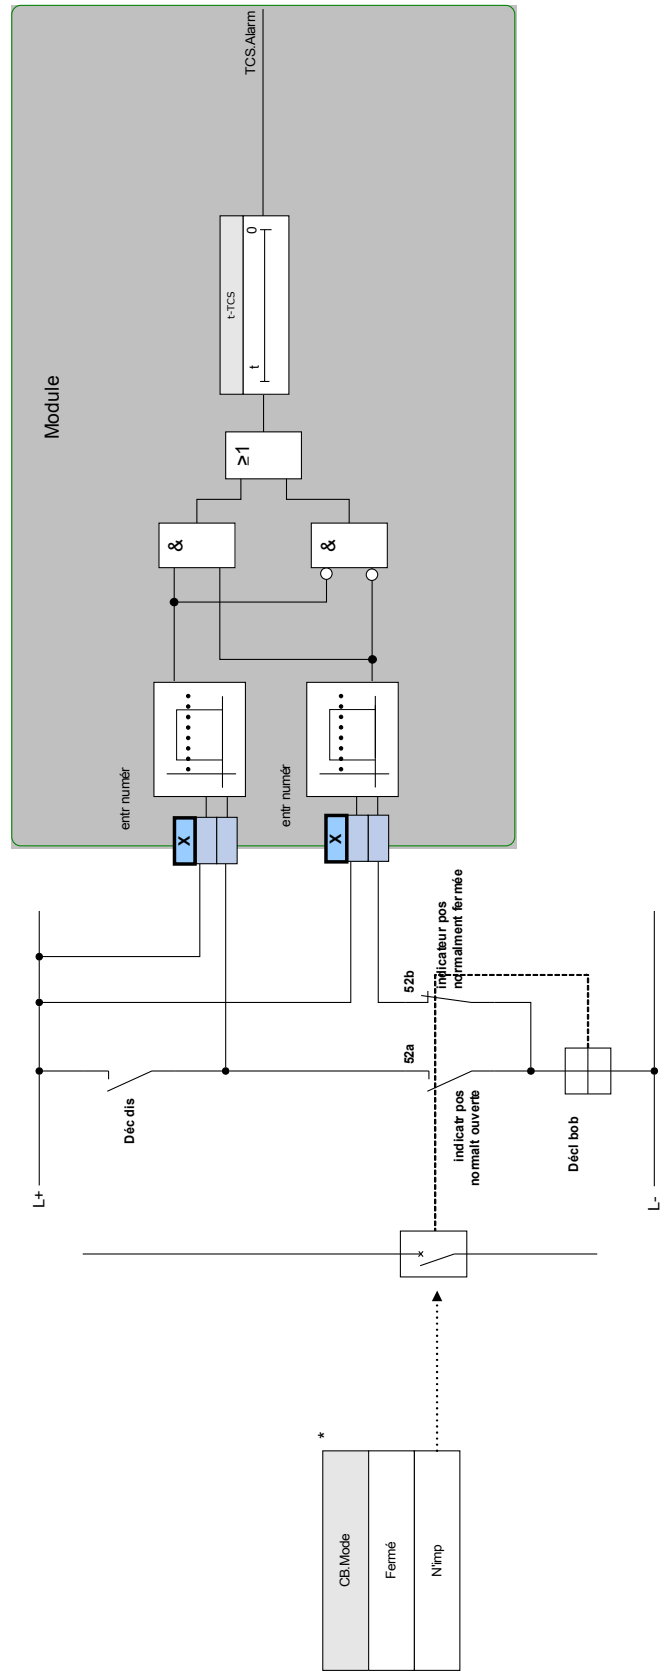 Module
TCS.Alarm
t-TCS
t
0
≥1
&
&
entr numér
entr numér
X
X
L+
Déc dis
52a
52b
indicateur pos
normalment fermée
indicatr pos
normalt ouverte
Décl bob
L-
*
CB.Mode
Fermé
N'imp